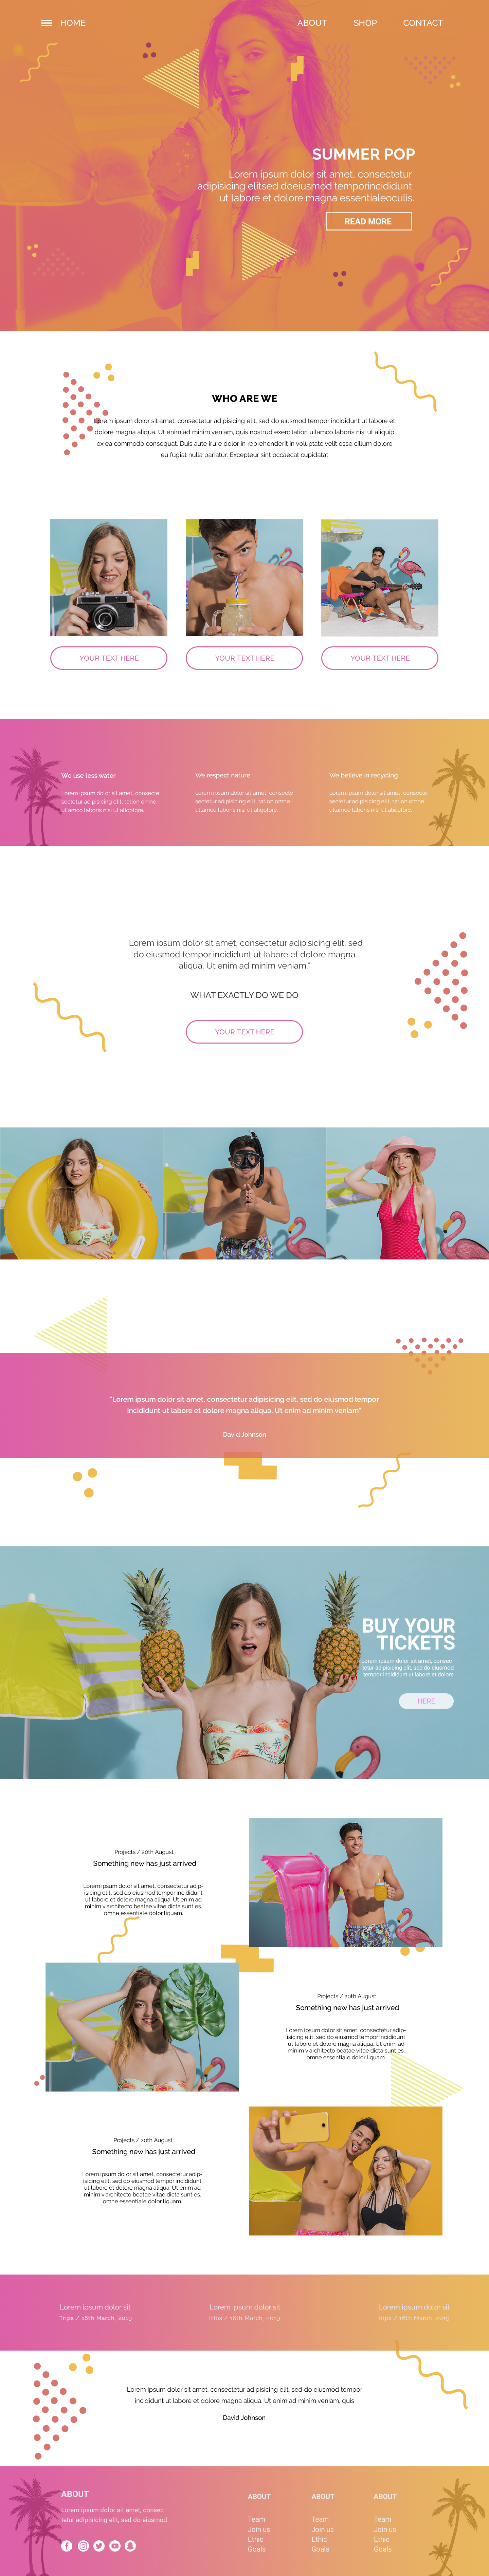 HOME
ABOUT SHOP CONTACT
SUMMER POP
Lorem ipsum dolor sit amet, consectetur
adipisicing elitsed doeiusmod temporincididunt
ut labore et dolore magna essentialeoculis.
READ MORE
WHO ARE WE
Lorem ipsum dolor sit amet, consectetur adipisicing elit, sed do eiusmod tempor incididunt ut labore et
dolore magna aliqua. Ut enim ad minim veniam, quis nostrud exercitation ullamco laboris nisi ut aliquip
ex ea commodo consequat. Duis aute irure dolor in reprehenderit in voluptate velit esse cillum dolore
eu fugiat nulla pariatur. Excepteur sint occaecat cupidatat
YOUR TEXT HERE
YOUR TEXT HERE
YOUR TEXT HERE
We use less water
Lorem ipsum dolor sit amet, consecte
sectetur adipisicing elit, tation omne
ullamco laboris nisi ut aliqiolore.
We respect nature
Lorem ipsum dolor sit amet, consecte
sectetur adipisicing elit, tation omne
ullamco laboris nisi ut aliqiolore.
We believe in recycling
Lorem ipsum dolor sit amet, consecte
sectetur adipisicing elit, tation omne
ullamco laboris nisi ut aliqiolore.
"Lorem ipsum dolor sit amet, consectetur adipisicing elit, sed
do eiusmod tempor incididunt ut labore et dolore magna
aliqua. Ut enim ad minim veniam."
WHAT EXACTLY DO WE DO
YOUR TEXT HERE
"Lorem ipsum dolor sit amet, consectetur adipisicing elit, sed do eiusmod tempor
incididunt ut labore et dolore magna aliqua. Ut enim ad minim veniam"
David Johnson
BUY YOUR
TICKETS
Lorem ipsum dolor sit amet, consec-
tetur adipisicing elit, sed do eiusmod
tempor incididunt ut labore et dolore
HERE
Projects / 20th August
Something new has just arrived
Lorem ipsum dolor sit amet, consectetur adip-
isicing elit, sed do eiusmod tempor incididunt
ut labore et dolore magna aliqua. Ut enim ad
minim v architecto beatae vitae dicta sunt es.
omne essentiale dolor liquam.
Projects / 20th August
Something new has just arrived
Lorem ipsum dolor sit amet, consectetur adip-
isicing elit, sed do eiusmod tempor incididunt
ut labore et dolore magna aliqua. Ut enim ad
minim v architecto beatae vitae dicta sunt es.
omne essentiale dolor liquam.
Projects / 20th August
Something new has just arrived
Lorem ipsum dolor sit amet, consectetur adip-
isicing elit, sed do eiusmod tempor incididunt
ut labore et dolore magna aliqua. Ut enim ad
minim v architecto beatae vitae dicta sunt es.
omne essentiale dolor liquam.
Lorem ipsum dolor sit
Trips / 16th March, 2019
Lorem ipsum dolor sit
Trips / 16th March, 2019
Lorem ipsum dolor sit
Trips / 16th March, 2019
Lorem ipsum dolor sit amet, consectetur adipisicing elit, sed do eiusmod tempor
incididunt ut labore et dolore magna aliqua. Ut enim ad minim veniam, quis
David Johnson
ABOUT
Lorem ipsum dolor sit amet, consec
tetur adipisicing elit, sed do eiusmod.
ABOUT
Team
Join us
Ethic
Goals
ABOUT
Team
Join us
Ethic
Goals
ABOUT
Team
Join us
Ethic
Goals